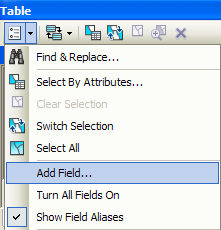 Table
Find & Replace...
Select By Attributes...
Clear Selection
Switch Selection
Select All
Add Field...
Turn All Fields On
Show Field Aliases